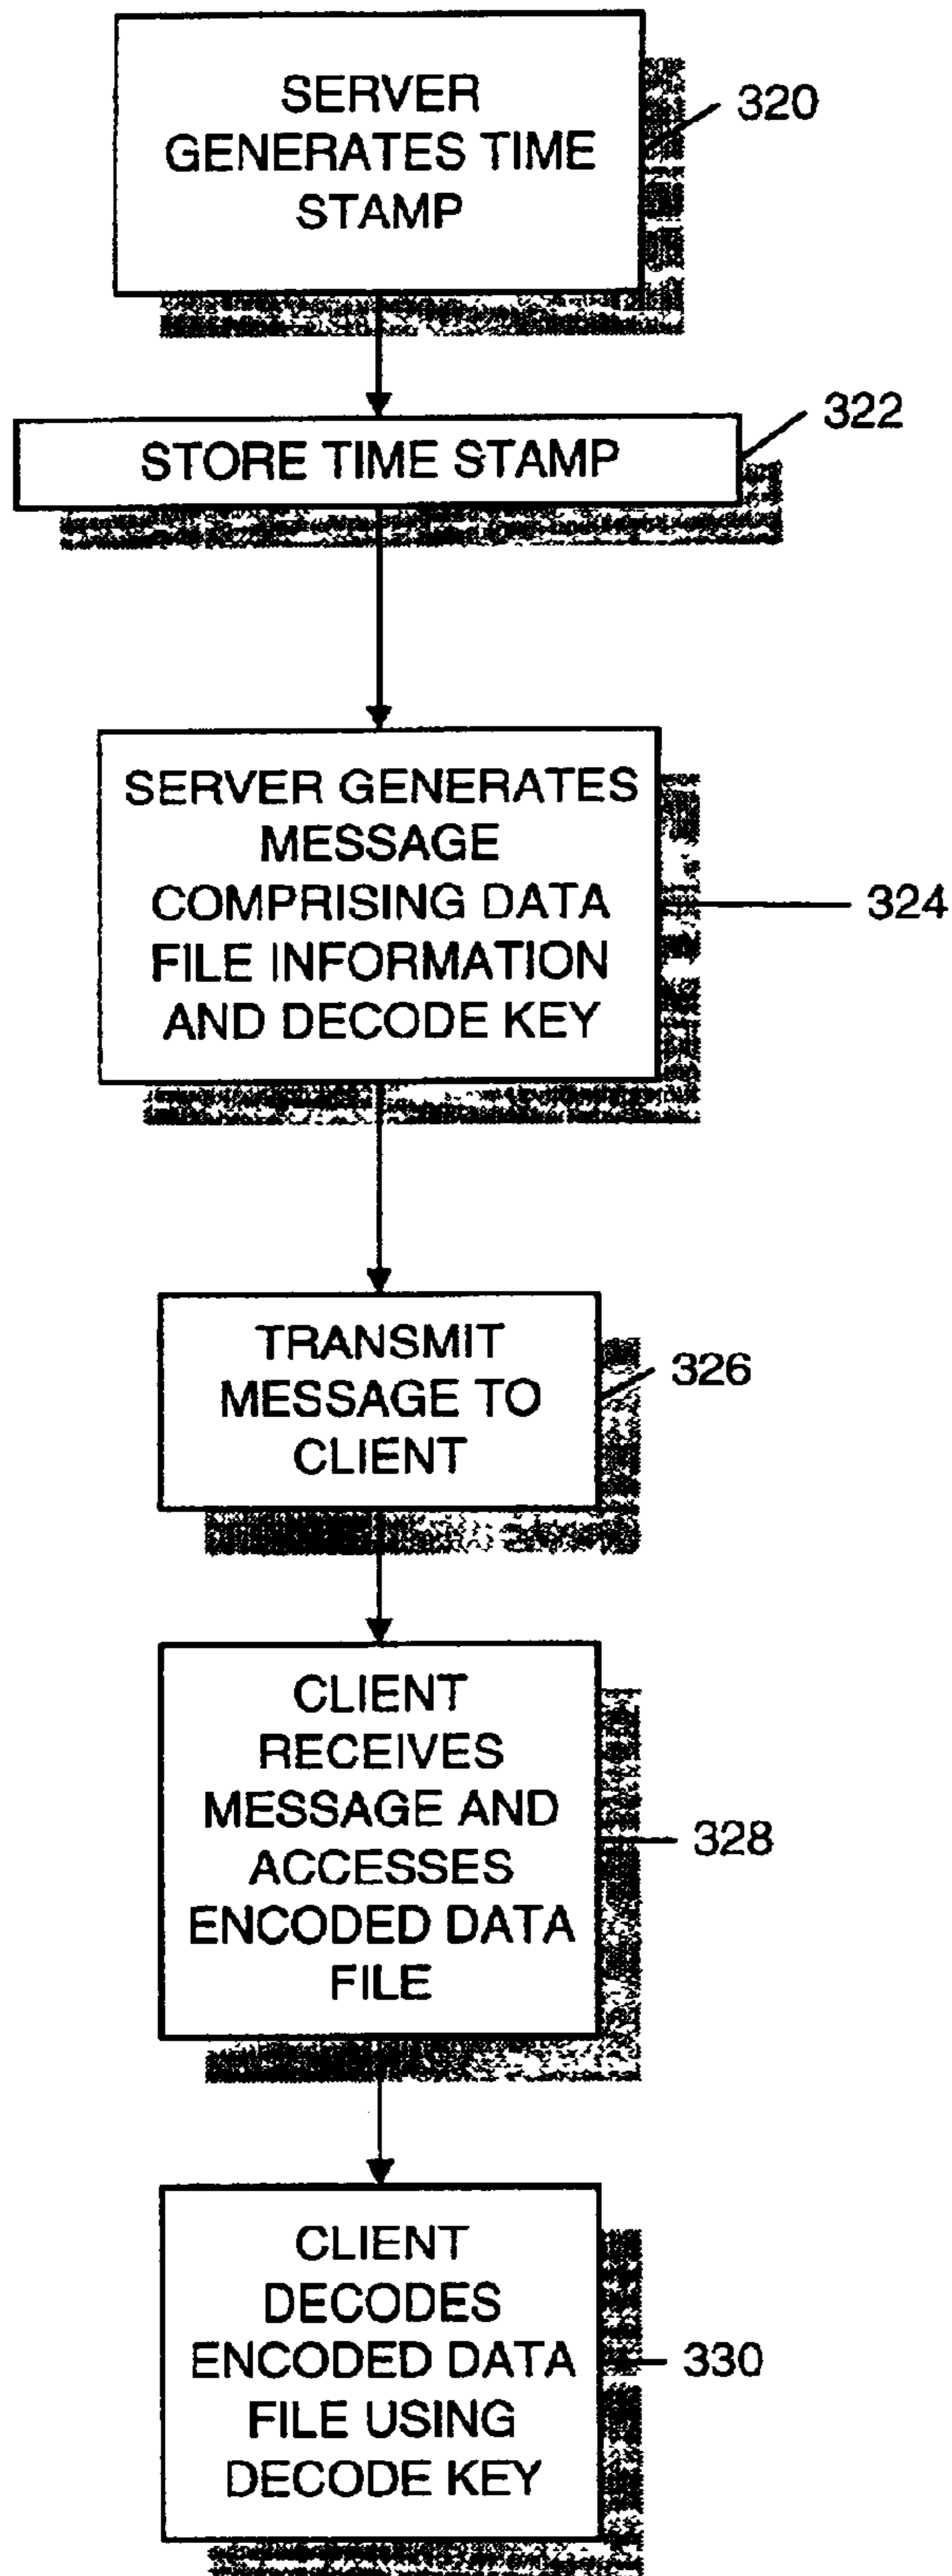 SERVER
GENERATES TIME
STAMP
320
STORE TIME STAMP
322
SERVER GENERATES
MESSAGE
COMPRISING DATA
FILE INFORMATION
AND DECODE KEY
324
TRANSMIT
MESSAGE TO
CLIENT
326
CLIENT
RECEIVES
MESSAGE AND
ACCESSES
ENCODED DATA
FILE
328
CLIENT
DECODES
ENCODED DATA
FILE USING
DECODE KEY
330